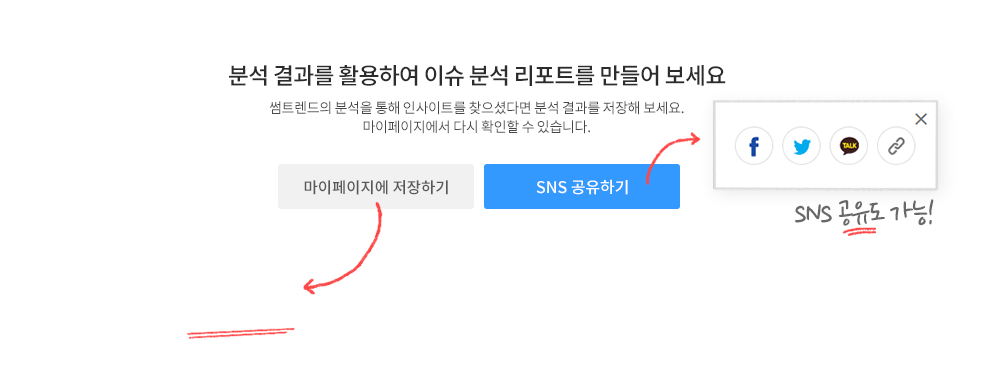 분석 결과를 활용하여 이슈 분석 리포트를 만들어 보세요
썸트렌드의 분석을 통해 인사이트를 찾으셨다면 분석 결과를 저장해 보세요.
마이페이지에서 다시 확인할 수 있습니다.
마이페이지에 저장하기
SNS 공유하기
TALK
SNS 공유도 가능!